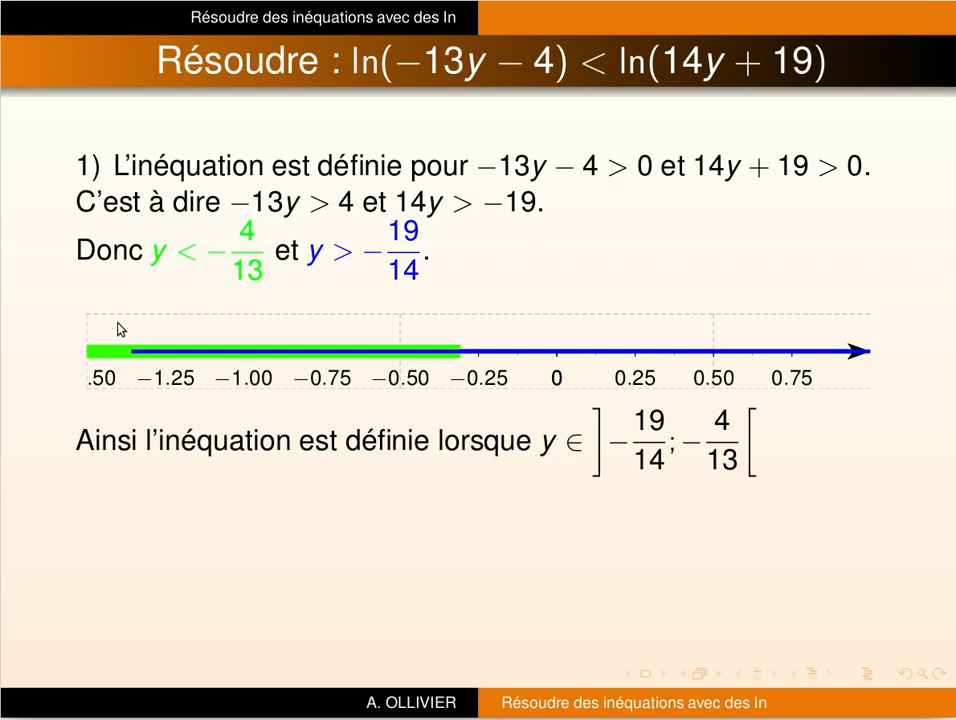 Résoudre des inéquations avec des ln
Résoudre : ln(−13y − 4) < ln(14y + 19)
1) L'inéquation est définie pour −13y − 4 > 0 et 14y + 19 > 0.
C'est à dire −13y > 4 et 14y > −19.
Donc y < −4/13 et y > −19/14.
.50 −1.25 −1.00 −0.75 −0.50 −0.25 0 0.25 0.50 0.75
Ainsi l'inéquation est définie lorsque y ∈ ]−19/14 ; −4/13[
A. OLLIVIER Résoudre des inéquations avec des ln